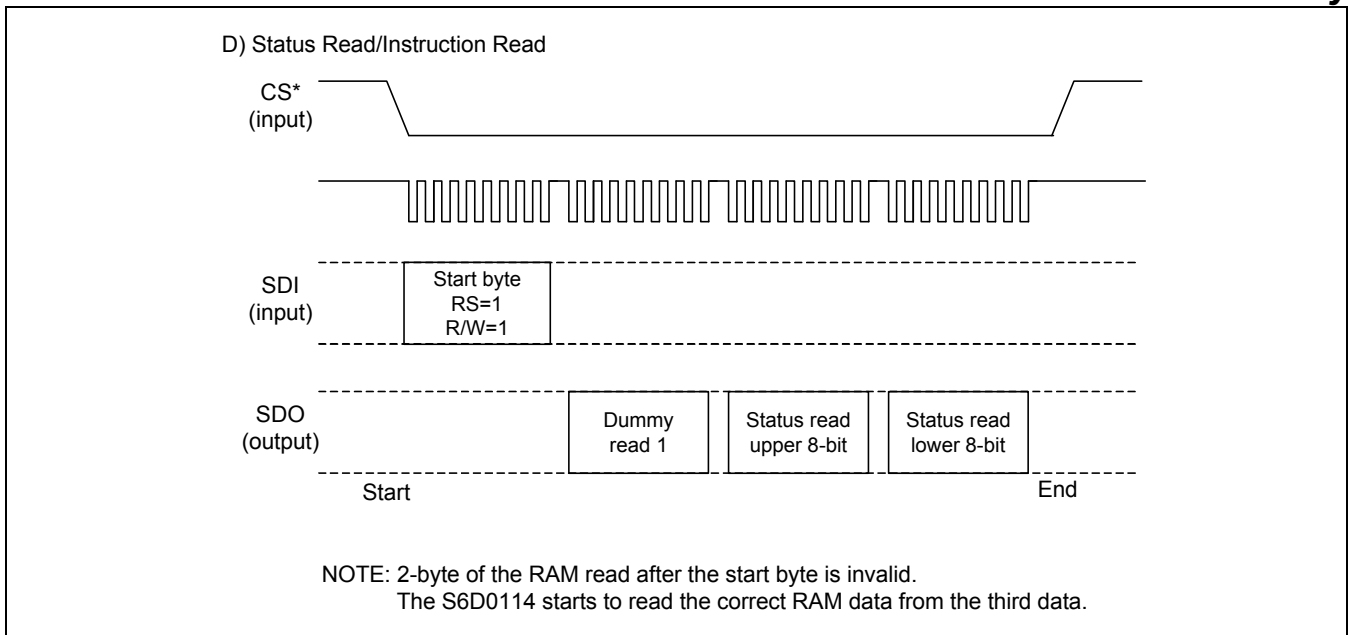 D) Status Read/Instruction Read
CS*
(input)
SDI
(input)
Start byte
RS=1
R/W=1
SDO
(output)
Dummy
read 1
Status read
upper 8-bit
Status read
lower 8-bit
Start
End
NOTE: 2-byte of the RAM read after the start byte is invalid.
The S6D0114 starts to read the correct RAM data from the third data.